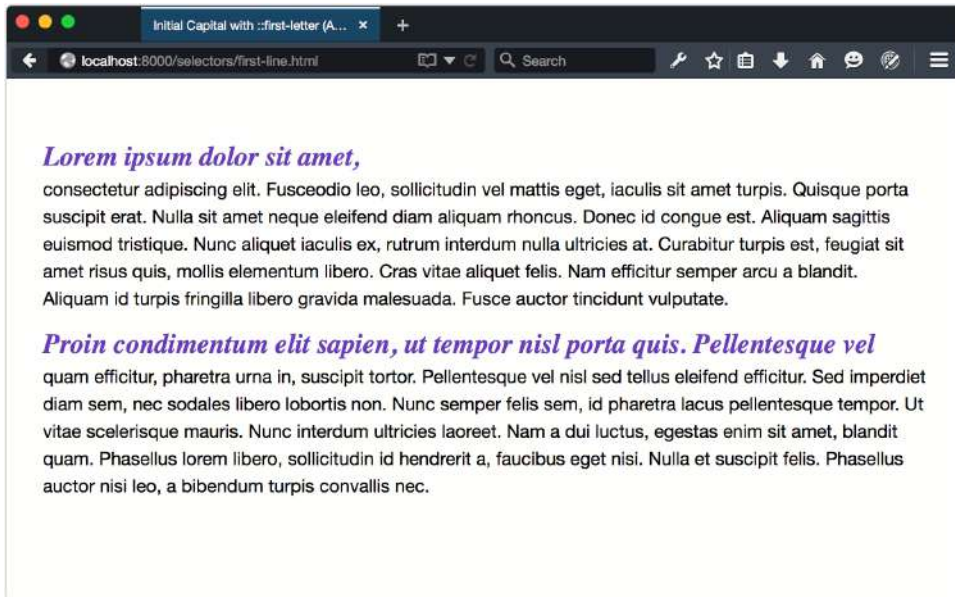 Initial Capital with ::first-letter (A...
localhost:8000/selectors/first-line.html
Search
Lorem ipsum dolor sit amet,
consectetur adipiscing elit. Fusceodio leo, sollicitudin vel mattis eget, iaculis sit amet turpis. Quisque porta
suscipit erat. Nulla sit amet neque eleifend diam aliquam rhoncus. Donec id congue est. Aliquam sagittis
euismod tristique. Nunc aliquet iaculis ex, rutrum interdum nulla ultricies at. Curabitur turpis est, feugiat sit
amet risus quis, mollis elementum libero. Cras vitae aliquet felis. Nam efficitur semper arcu a blandit.
Aliquam id turpis fringilla libero gravida malesuada. Fusce auctor tincidunt vulputate.
Proin condimentum elit sapien, ut tempor nisl porta quis. Pellentesque vel
quam efficitur, pharetra urna in, suscipit tortor. Pellentesque vel nisl sed tellus eleifend efficitur. Sed imperdiet
diam sem, nec sodales libero lobortis non. Nunc semper felis sem, id pharetra lacus pellentesque tempor. Ut
vitae scelerisque mauris. Nunc interdum ultricies laoreet. Nam a dui luctus, egestas enim sit amet, blandit
quam. Phasellus lorem libero, sollicitudin id hendrerit a, faucibus eget nisi. Nulla et suscipit felis. Phasellus
auctor nisi leo, a bibendum turpis convallis nec.